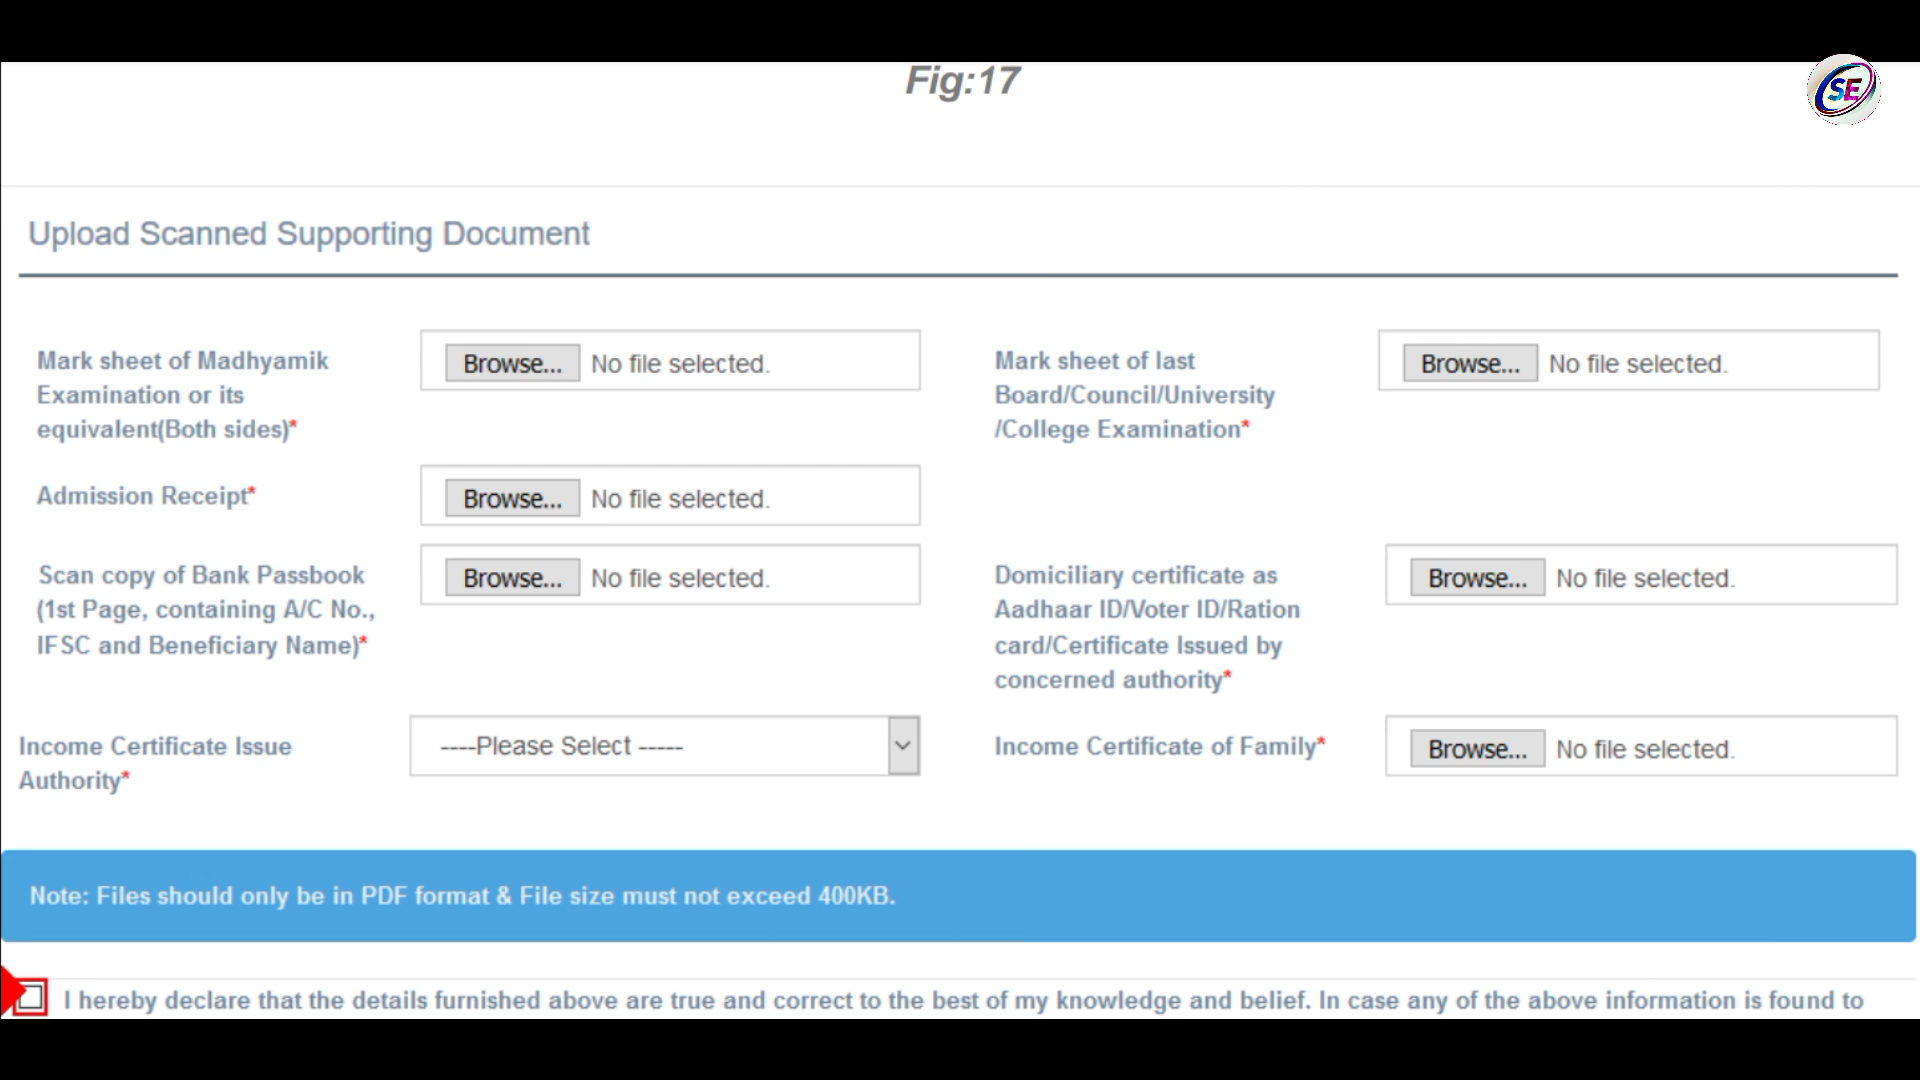 Fig:17
SE
Upload Scanned Supporting Document
Mark sheet of Madhyamik
Examination or its
equivalent(Both sides)*
Browse... No file selected.
Mark sheet of last
Board/Council/University
/College Examination*
Browse... No file selected.
Admission Receipt*
Browse... No file selected.
Scan copy of Bank Passbook
(1st Page, containing A/C No.,
IFSC and Beneficiary Name)*
Browse... No file selected.
Domiciliary certificate as
Aadhaar ID/Voter ID/Ration
card/Certificate Issued by
concerned authority*
Browse... No file selected.
Income Certificate Issue
Authority*
----Please Select -----
Income Certificate of Family*
Browse... No file selected.
Note: Files should only be in PDF format & File size must not exceed 400KB.
I hereby declare that the details furnished above are true and correct to the best of my knowledge and belief. In case any of the above information is found to